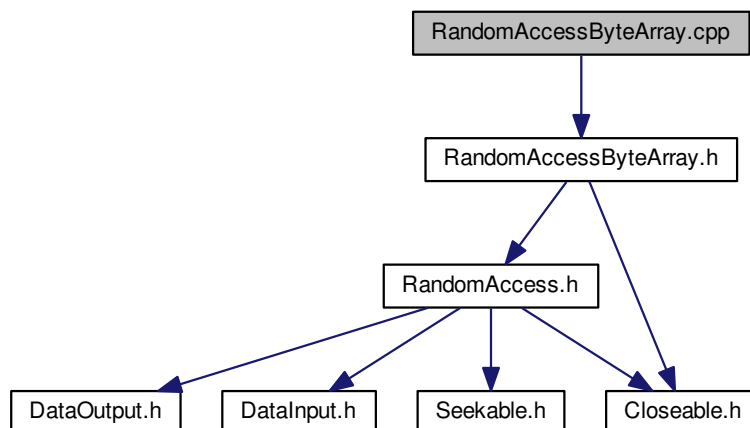 RandomAccessByteArray.cpp
RandomAccessByteArray.h
RandomAccess.h
DataOutput.h
DataInput.h
Seekable.h
Closeable.h